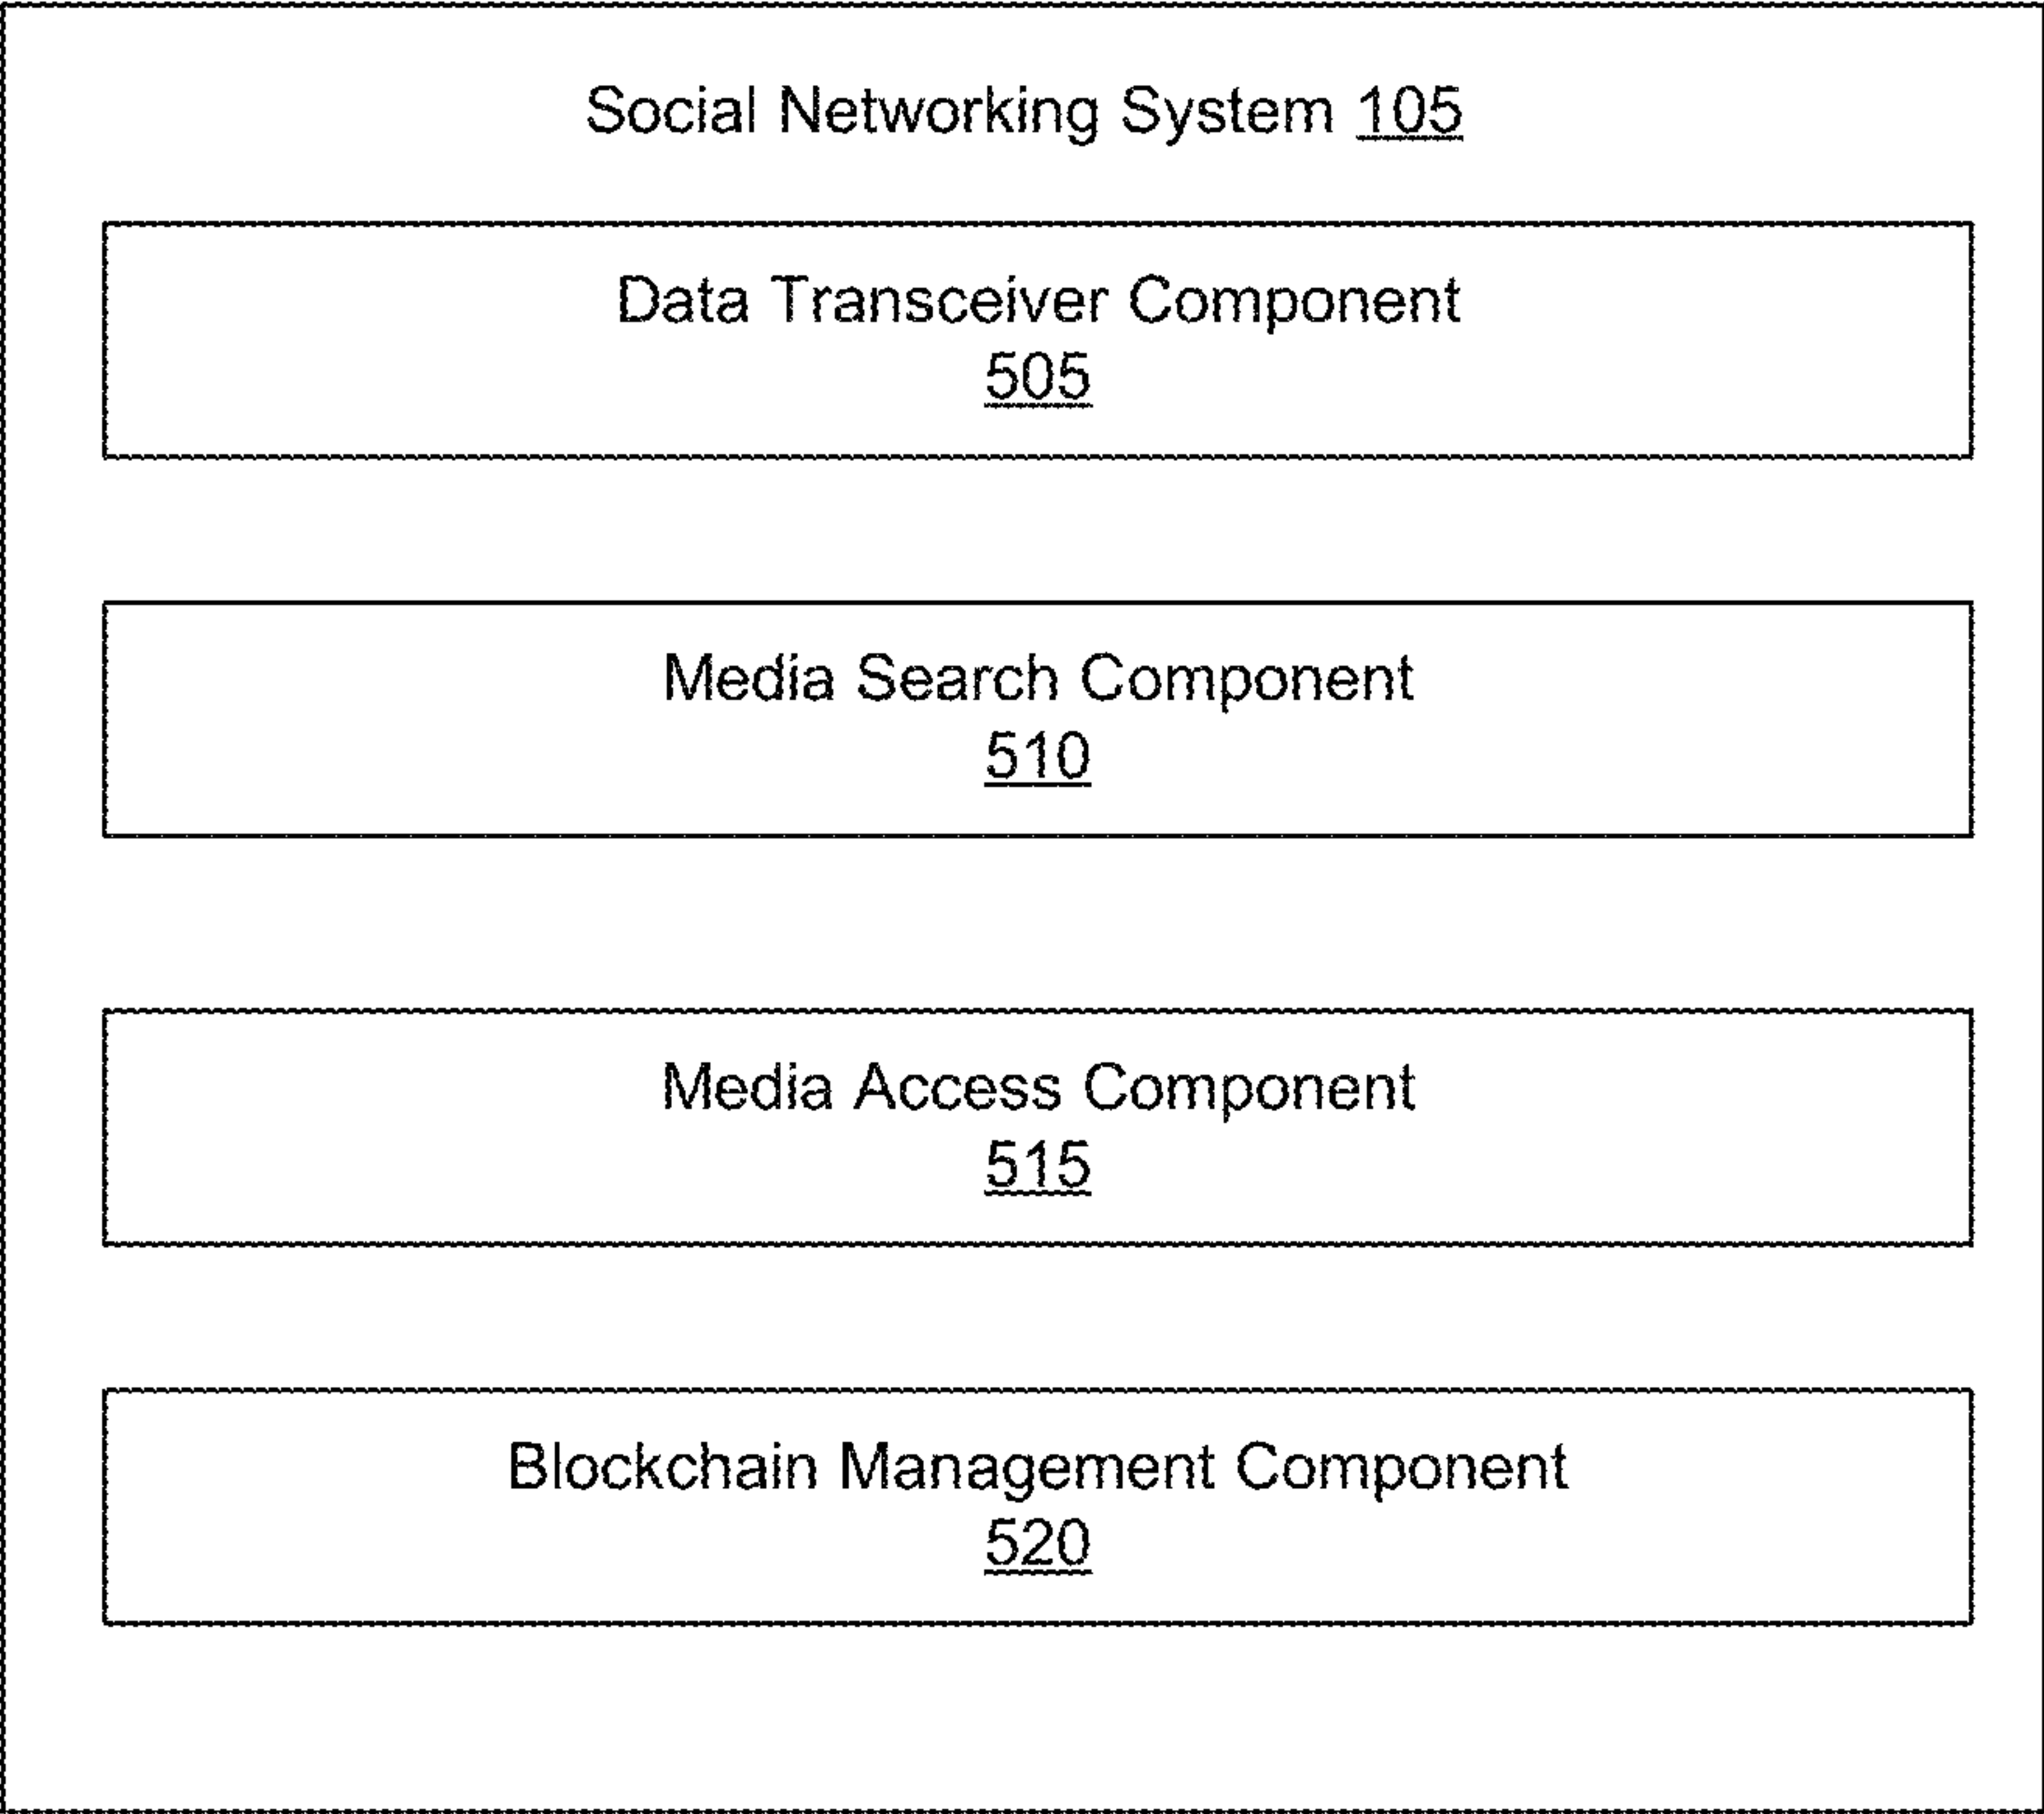 Social Networking System 105
Data Transceiver Component
505
Media Search Component
510
Media Access Component
515
Blockchain Management Component
520